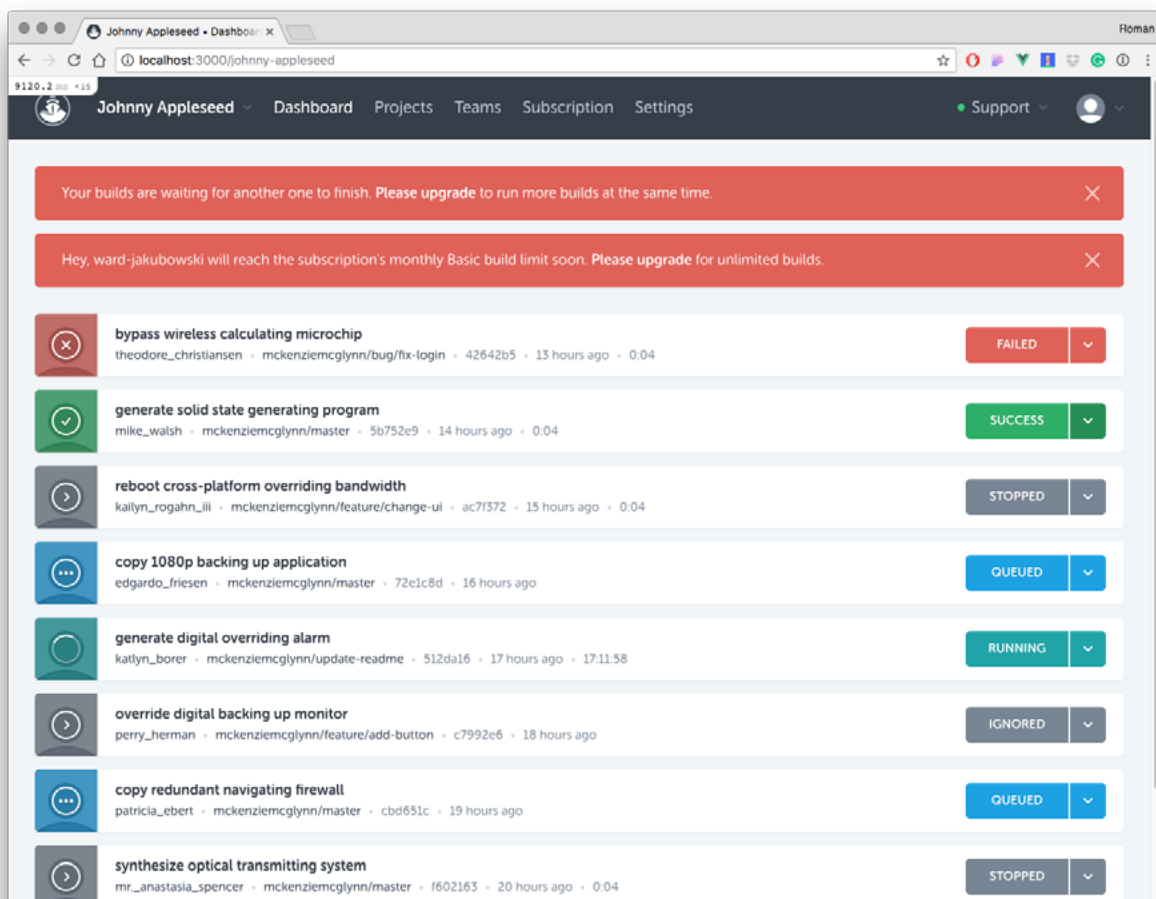 Johnny Appleseed • Dashboar
Roman
localhost:3000/johnny-appleseed
9120.2 ms ×15
Johnny Appleseed Dashboard Projects Teams Subscription Settings • Support
Your builds are waiting for another one to finish. Please upgrade to run more builds at the same time.
Hey, ward-jakubowski will reach the subscription's monthly Basic build limit soon. Please upgrade for unlimited builds.
bypass wireless calculating microchip
theodore_christiansen • mckenziemcglynn/bug/fix-login • 42642b5 • 13 hours ago • 0:04
FAILED
generate solid state generating program
mike_walsh • mckenziemcglynn/master • 5b752e9 • 14 hours ago • 0:04
SUCCESS
reboot cross-platform overriding bandwidth
kailyn_rogahn_iii • mckenziemcglynn/feature/change-ui • ac7f372 • 15 hours ago • 0:04
STOPPED
copy 1080p backing up application
edgardo_friesen • mckenziemcglynn/master • 72e1c8d • 16 hours ago
QUEUED
generate digital overriding alarm
katlyn_borer • mckenziemcglynn/update-readme • 512da16 • 17 hours ago • 17:11:58
RUNNING
override digital backing up monitor
perry_herman • mckenziemcglynn/feature/add-button • c7992e6 • 18 hours ago
IGNORED
copy redundant navigating firewall
patricia_ebert • mckenziemcglynn/master • cbd651c • 19 hours ago
QUEUED
synthesize optical transmitting system
mr._anastasia_spencer • mckenziemcglynn/master • f602163 • 20 hours ago • 0:04
STOPPED